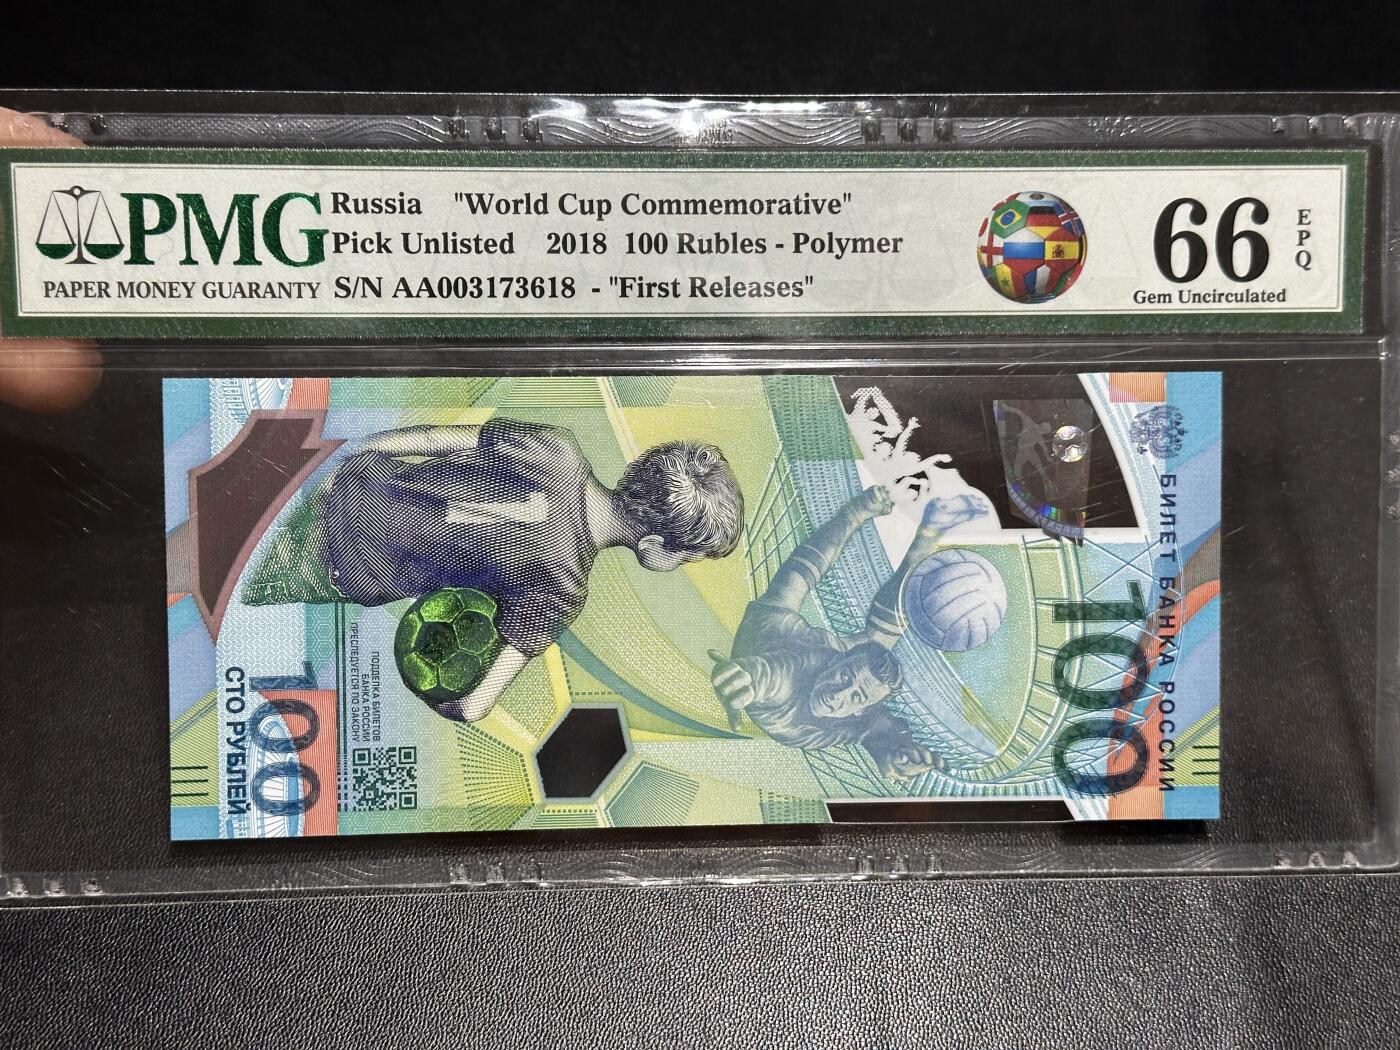 PMG
PAPER MONEY GUARANTY
Russia "World Cup Commemorative"
Pick Unlisted 2018 100 Rubles - Polymer
S/N AA003173618 - "First Releases"
66
EPQ
Gem Uncirculated
БИЛЕТ БАНКА РОССИИ
100
1
ПОДДЕЛКА БИЛЕТОВ
БАНКА РОССИИ
ПРЕСЛЕДУЕТСЯ ПО ЗАКОНУ
100
СТО РУБЛЕЙ